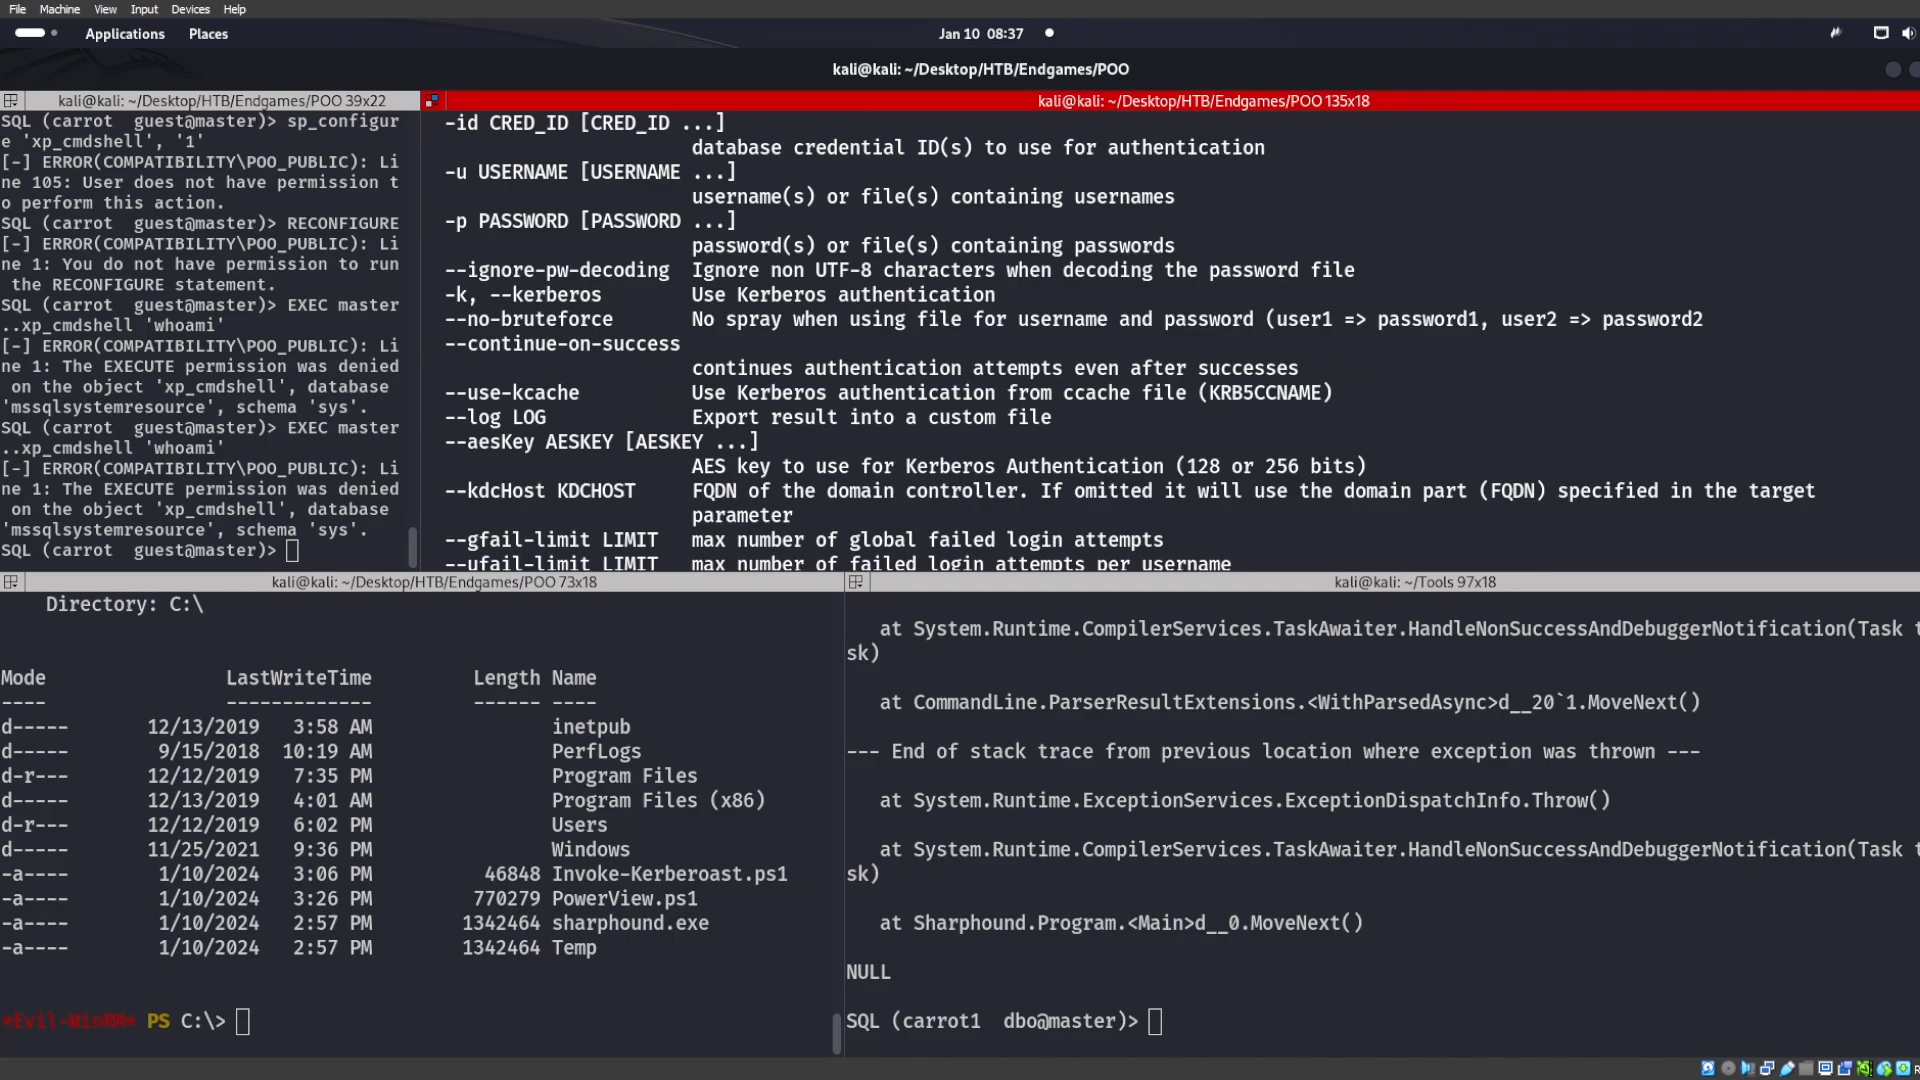 File Machine View Input Devices Help
Applications Places
Jan 10 08:37
kali@kali: ~/Desktop/HTB/Endgames/POO
kali@kali: ~/Desktop/HTB/Endgames/POO 39x22
SQL (carrot  guest@master)> sp_configur
e 'xp_cmdshell', '1'
[-] ERROR(COMPATIBILITY\POO_PUBLIC): Li
ne 105: User does not have permission t
o perform this action.
SQL (carrot  guest@master)> RECONFIGURE
[-] ERROR(COMPATIBILITY\POO_PUBLIC): Li
ne 1: You do not have permission to run
 the RECONFIGURE statement.
SQL (carrot  guest@master)> EXEC master
..xp_cmdshell 'whoami'
[-] ERROR(COMPATIBILITY\POO_PUBLIC): Li
ne 1: The EXECUTE permission was denied
 on the object 'xp_cmdshell', database
'mssqlsystemresource', schema 'sys'.
SQL (carrot  guest@master)> EXEC master
..xp_cmdshell 'whoami'
[-] ERROR(COMPATIBILITY\POO_PUBLIC): Li
ne 1: The EXECUTE permission was denied
 on the object 'xp_cmdshell', database
'mssqlsystemresource', schema 'sys'.
SQL (carrot  guest@master)>
kali@kali: ~/Desktop/HTB/Endgames/POO 135x18
-id CRED_ID [CRED_ID ...]
database credential ID(s) to use for authentication
-u USERNAME [USERNAME ...]
username(s) or file(s) containing usernames
-p PASSWORD [PASSWORD ...]
password(s) or file(s) containing passwords
--ignore-pw-decoding  Ignore non UTF-8 characters when decoding the password file
-k, --kerberos        Use Kerberos authentication
--no-bruteforce       No spray when using file for username and password (user1 => password1, user2 => password2
--continue-on-success
continues authentication attempts even after successes
--use-kcache          Use Kerberos authentication from ccache file (KRB5CCNAME)
--log LOG             Export result into a custom file
--aesKey AESKEY [AESKEY ...]
AES key to use for Kerberos Authentication (128 or 256 bits)
--kdcHost KDCHOST     FQDN of the domain controller. If omitted it will use the domain part (FQDN) specified in the target
parameter
--gfail-limit LIMIT   max number of global failed login attempts
--ufail-limit LIMIT   max number of failed login attempts per username
kali@kali: ~/Desktop/HTB/Endgames/POO 73x18
Directory: C:\
Mode                LastWriteTime         Length Name
----                -------------         ------ ----
d-----       12/13/2019   3:58 AM                inetpub
d-----        9/15/2018  10:19 AM                PerfLogs
d-r---       12/12/2019   7:35 PM                Program Files
d-----       12/13/2019   4:01 AM                Program Files (x86)
d-r---       12/12/2019   6:02 PM                Users
d-----       11/25/2021   9:36 PM                Windows
-a----        1/10/2024   3:06 PM          46848 Invoke-Kerberoast.ps1
-a----        1/10/2024   3:26 PM         770279 PowerView.ps1
-a----        1/10/2024   2:57 PM        1342464 sharphound.exe
-a----        1/10/2024   2:57 PM        1342464 Temp
*Evil-WinRM* PS C:\>
kali@kali: ~/Tools 97x18
at System.Runtime.CompilerServices.TaskAwaiter.HandleNonSuccessAndDebuggerNotification(Task t
sk)
at CommandLine.ParserResultExtensions.<WithParsedAsync>d__20`1.MoveNext()
--- End of stack trace from previous location where exception was thrown ---
at System.Runtime.ExceptionServices.ExceptionDispatchInfo.Throw()
at System.Runtime.CompilerServices.TaskAwaiter.HandleNonSuccessAndDebuggerNotification(Task t
sk)
at Sharphound.Program.<Main>d__0.MoveNext()
NULL
SQL (carrot1  dbo@master)>